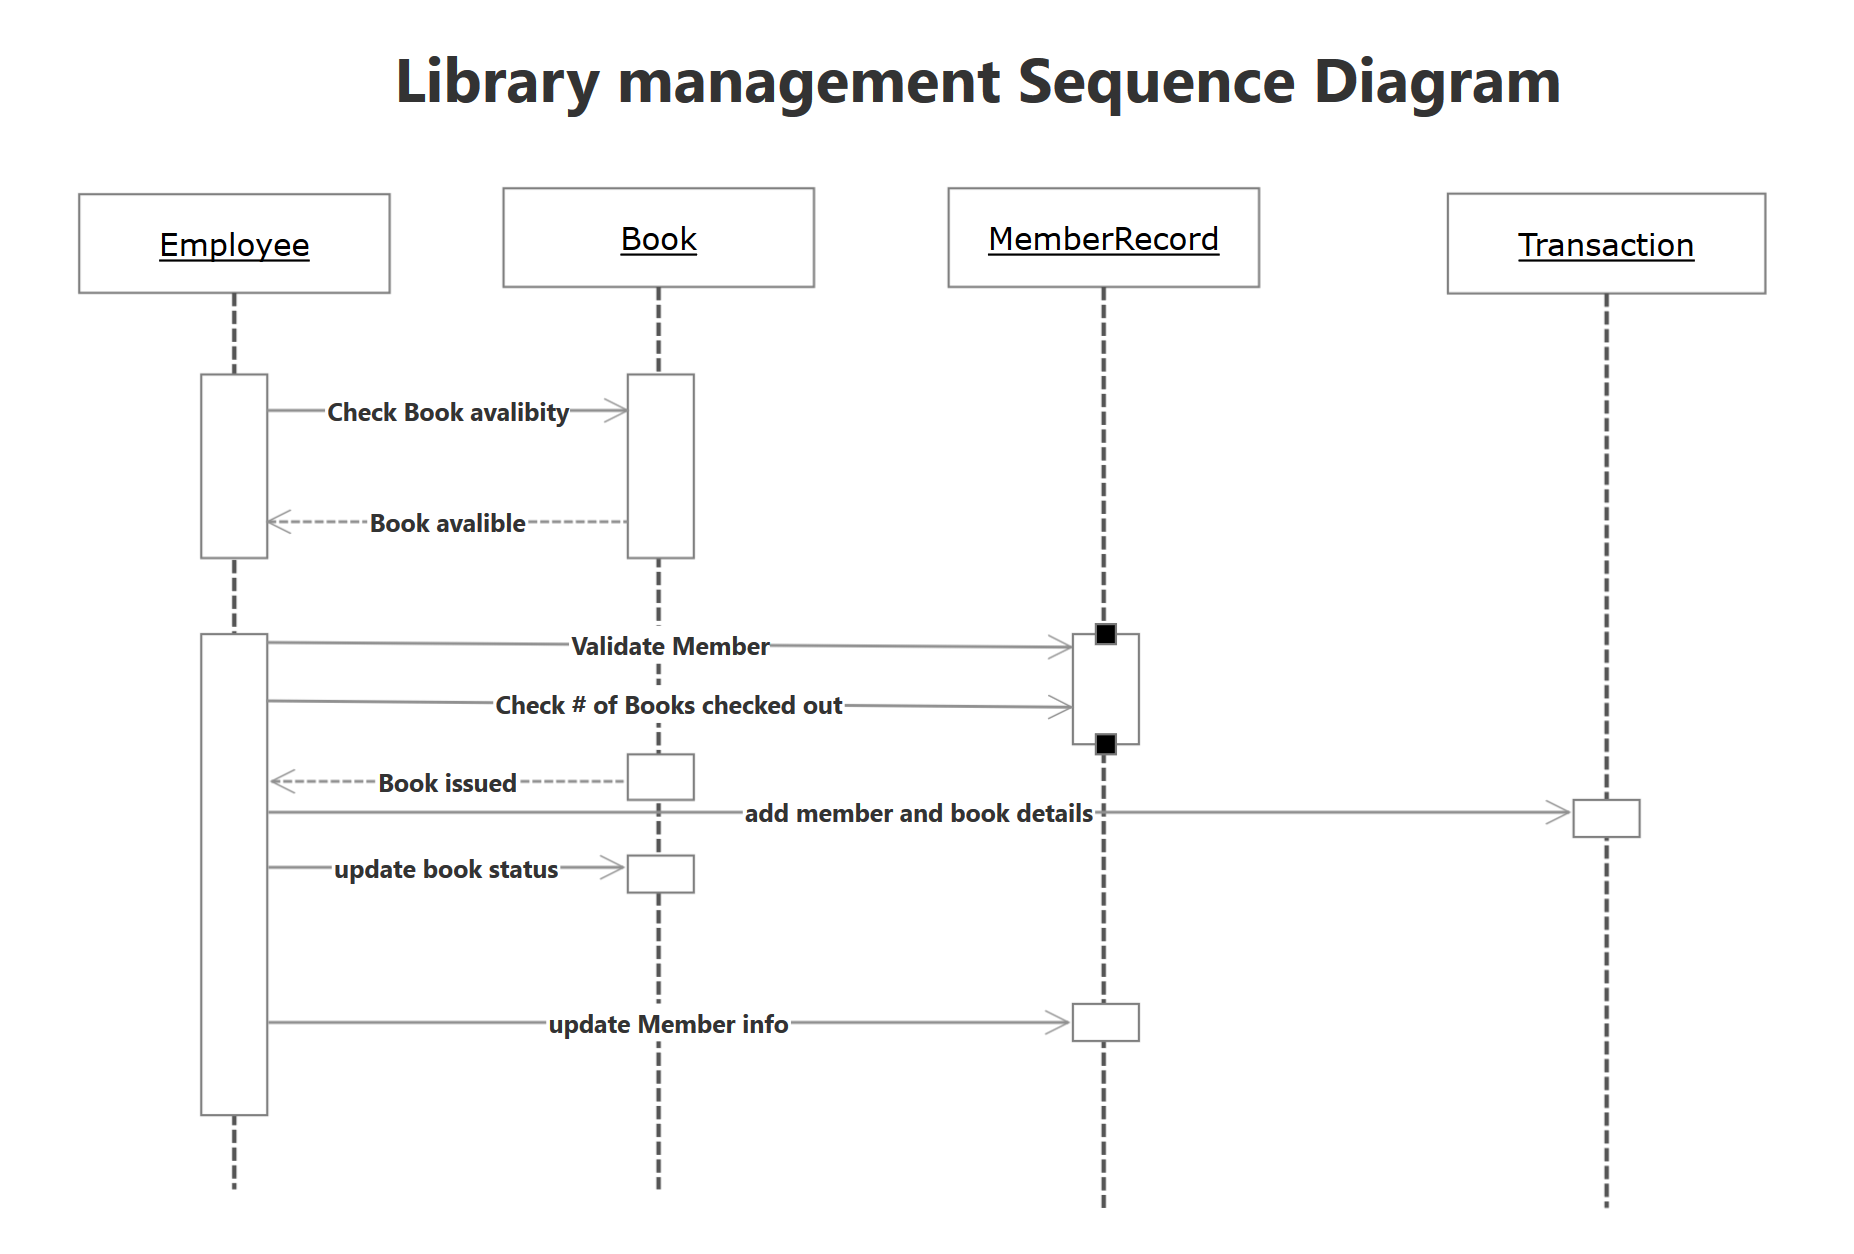 Library management Sequence Diagram
Employee
Book
MemberRecord
Transaction
Check Book avalibity
Book avalible
Validate Member
Check # of Books checked out
Book issued
add member and book details
update book status
update Member info